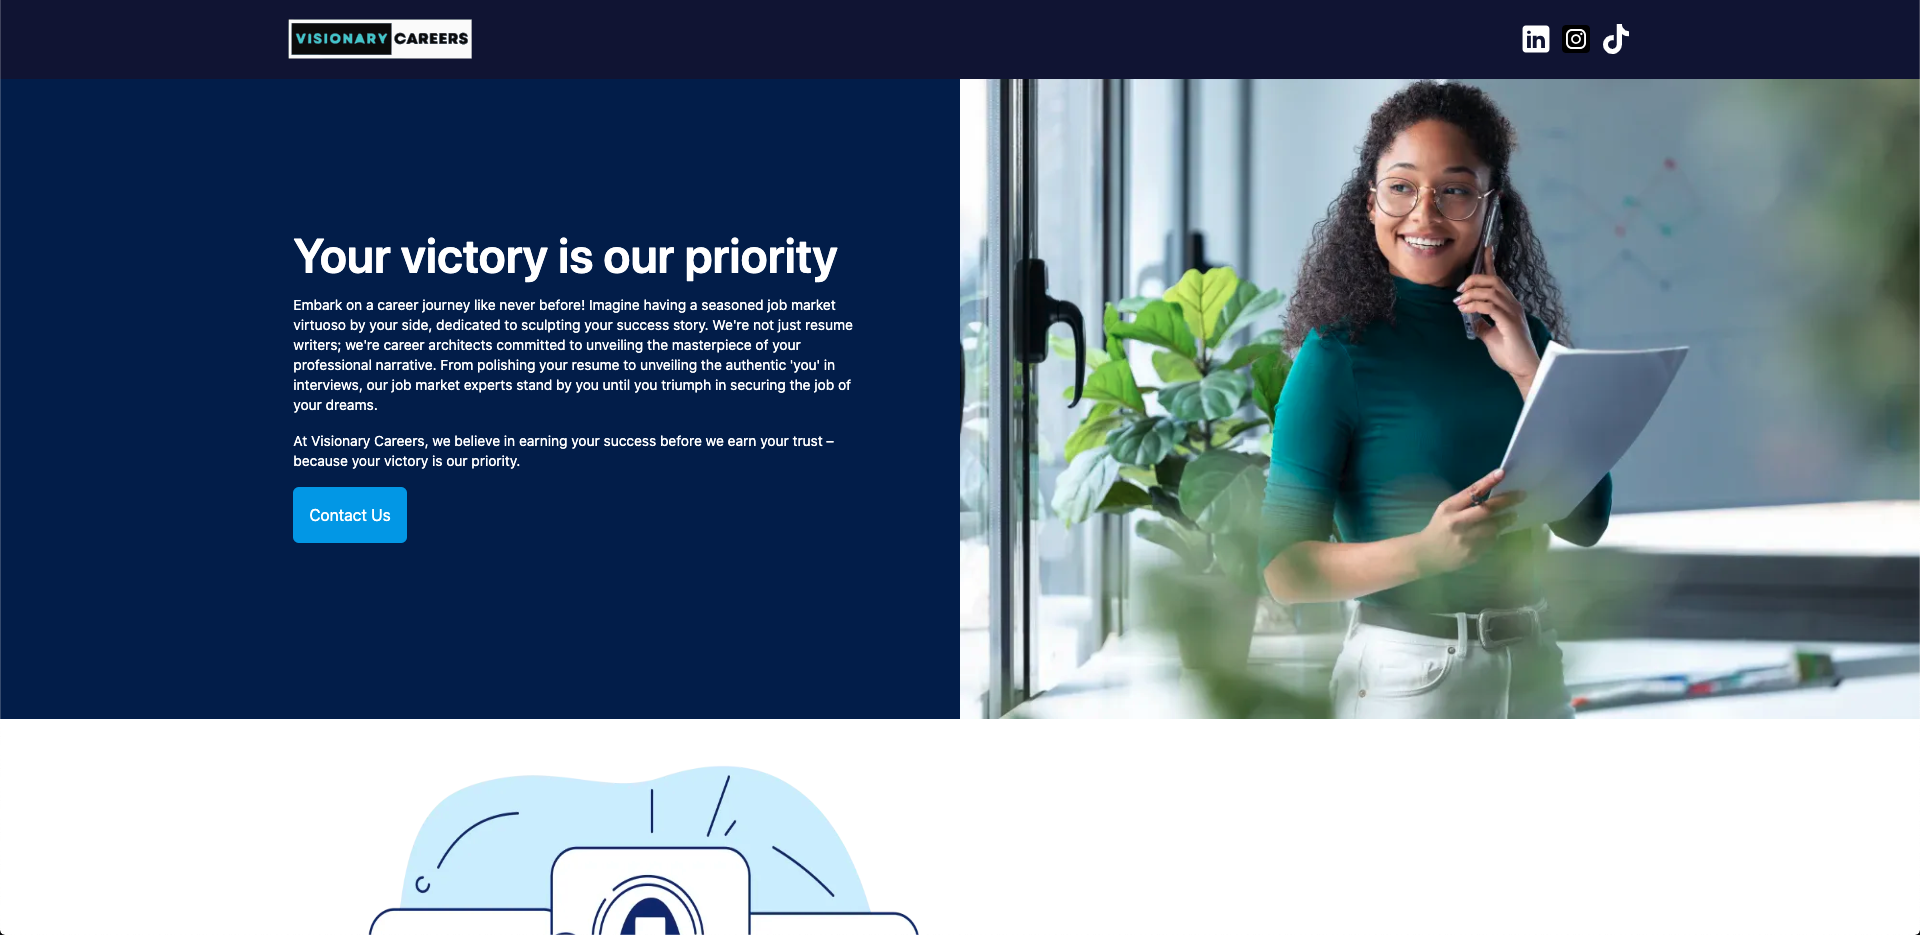 VISIONARY CAREERS
Your victory is our priority
Embark on a career journey like never before! Imagine having a seasoned job market
virtuoso by your side, dedicated to sculpting your success story. We're not just resume
writers; we're career architects committed to unveiling the masterpiece of your
professional narrative. From polishing your resume to unveiling the authentic 'you' in
interviews, our job market experts stand by you until you triumph in securing the job of
your dreams.
At Visionary Careers, we believe in earning your success before we earn your trust –
because your victory is our priority.
Contact Us